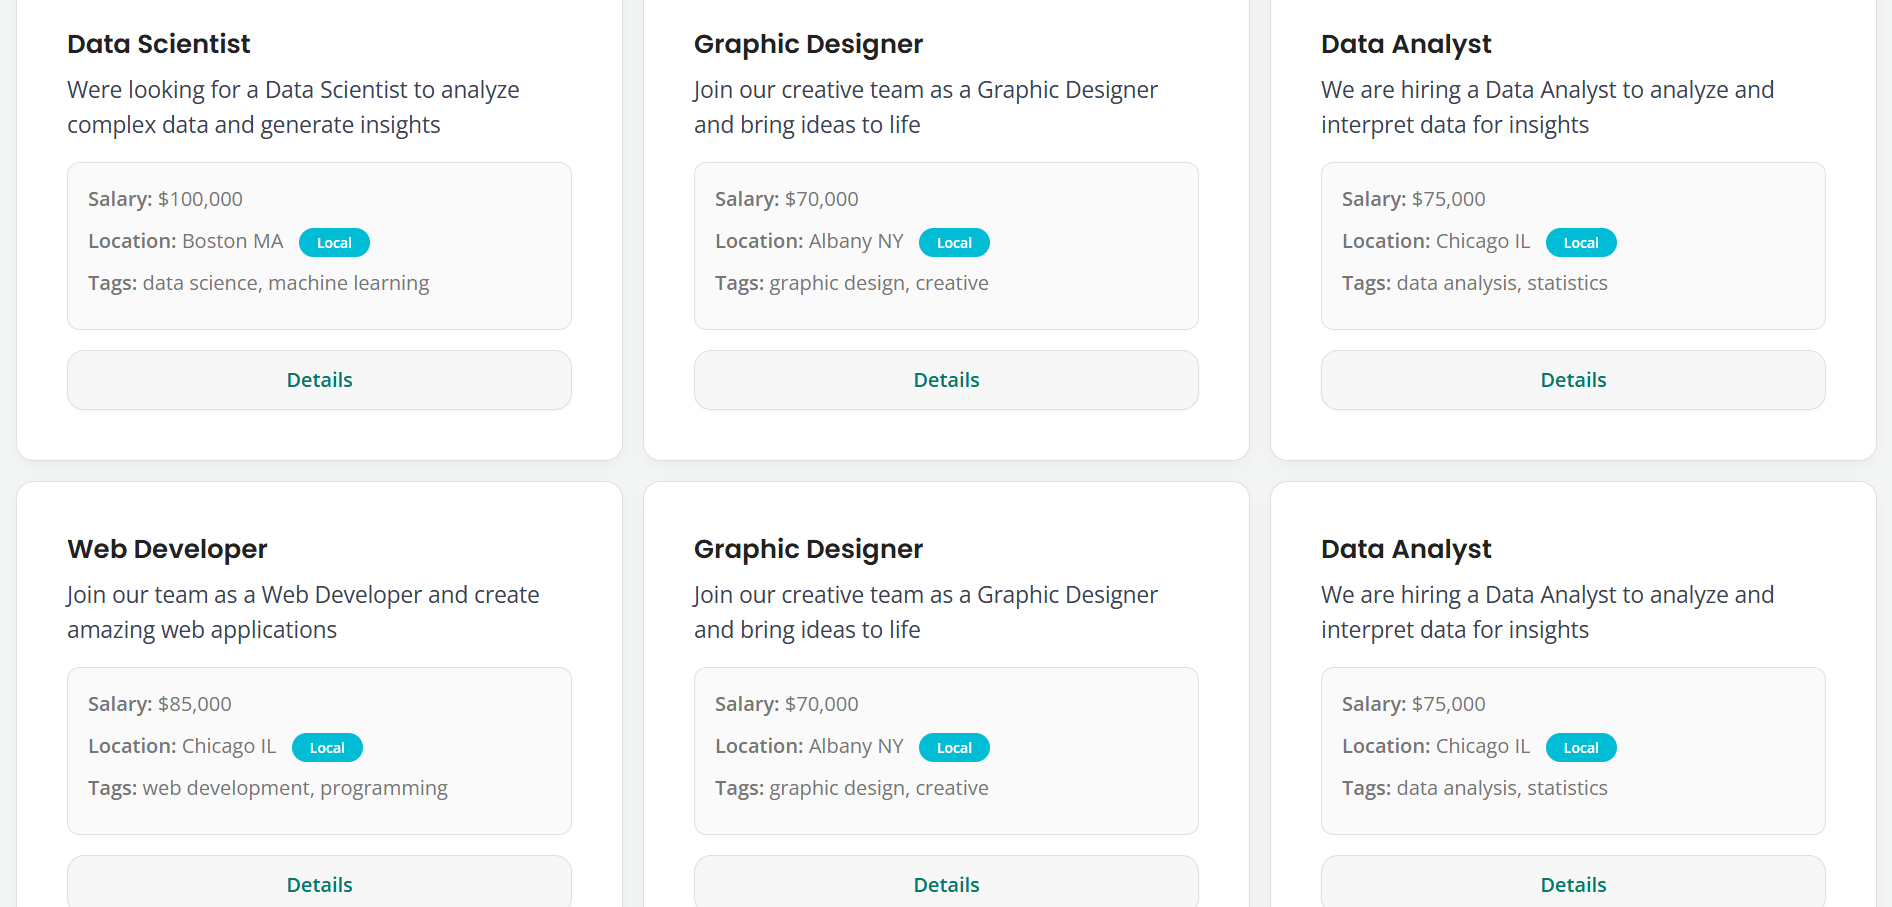 Data Scientist
Were looking for a Data Scientist to analyze
complex data and generate insights
Salary: $100,000
Location: Boston MA Local
Tags: data science, machine learning
Details
Graphic Designer
Join our creative team as a Graphic Designer
and bring ideas to life
Salary: $70,000
Location: Albany NY Local
Tags: graphic design, creative
Details
Data Analyst
We are hiring a Data Analyst to analyze and
interpret data for insights
Salary: $75,000
Location: Chicago IL Local
Tags: data analysis, statistics
Details
Web Developer
Join our team as a Web Developer and create
amazing web applications
Salary: $85,000
Location: Chicago IL Local
Tags: web development, programming
Details
Graphic Designer
Join our creative team as a Graphic Designer
and bring ideas to life
Salary: $70,000
Location: Albany NY Local
Tags: graphic design, creative
Details
Data Analyst
We are hiring a Data Analyst to analyze and
interpret data for insights
Salary: $75,000
Location: Chicago IL Local
Tags: data analysis, statistics
Details